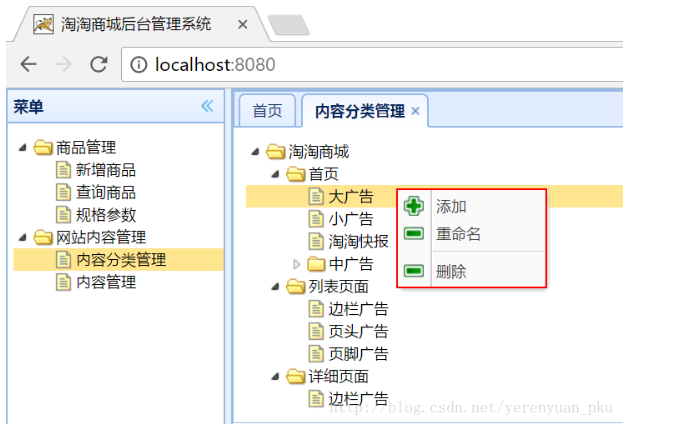 淘淘商城后台管理系统
localhost:8080
菜单
商品管理
新增商品
查询商品
规格参数
网站内容管理
内容分类管理
内容管理
首页 内容分类管理
淘淘商城
首页
大广告
小广告
淘淘快报
中广告
列表页面
边栏广告
页头广告
页脚广告
详细页面
边栏广告
添加
重命名
删除
http://blog.csdn.net/yerenyuan_pku